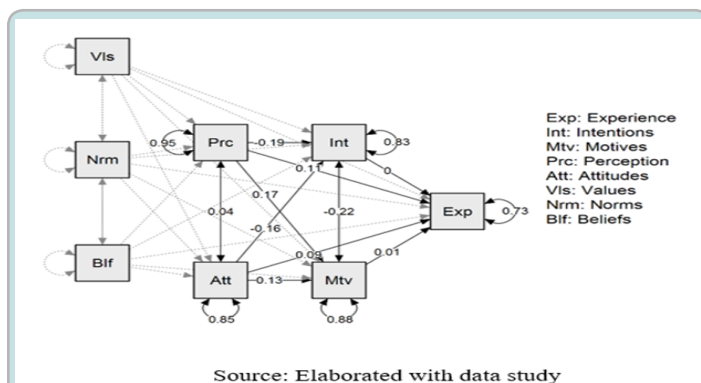 Vls
Nrm
Blf
Prc
Att
Int
Mtv
Exp
0.95
-0.19
0.83
0.11
0
0.17
0.04
-0.22
-0.16
0.09
0.13
0.01
0.73
0.85
0.88
Exp: Experience
Int: Intentions
Mtv: Motives
Prc: Perception
Att: Attitudes
Vls: Values
Nrm: Norms
Blf: Beliefs
Source: Elaborated with data study